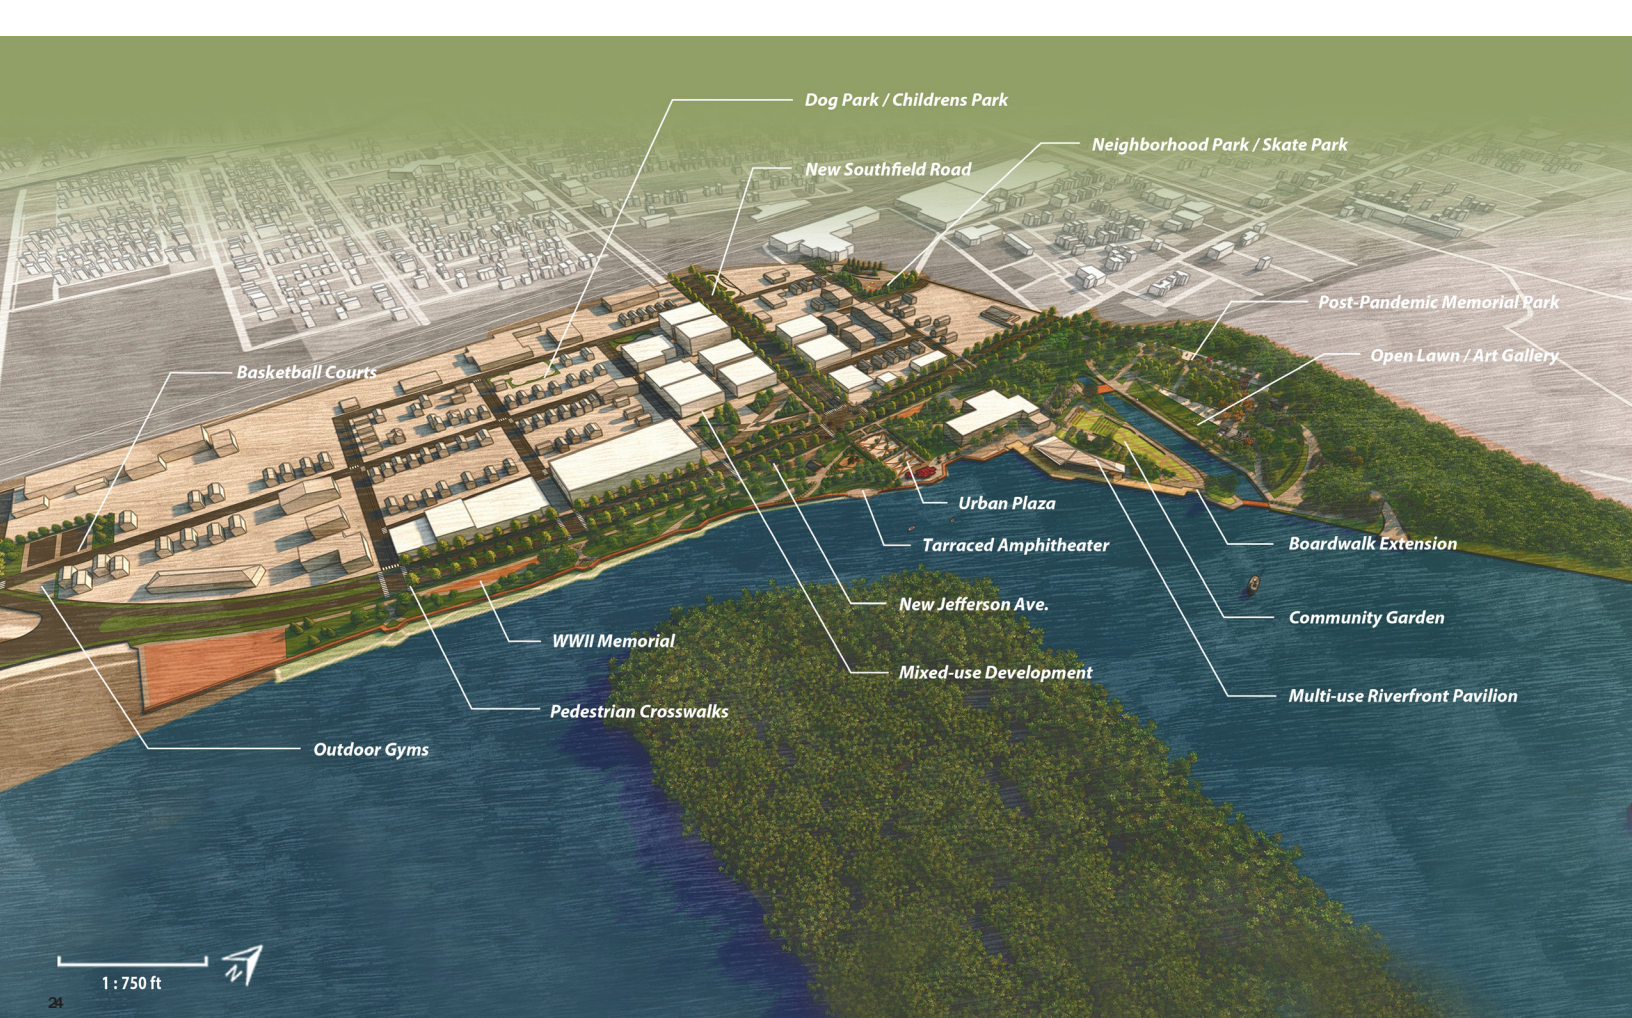 Dog Park / Childrens Park
Neighborhood Park / Skate Park
New Southfield Road
Post-Pandemic Memorial Park
Open Lawn / Art Gallery
Basketball Courts
Urban Plaza
Tarraced Amphitheater
Boardwalk Extension
New Jefferson Ave.
Community Garden
WWII Memorial
Mixed-use Development
Multi-use Riverfront Pavilion
Pedestrian Crosswalks
Outdoor Gyms
N
1 : 750 ft
24